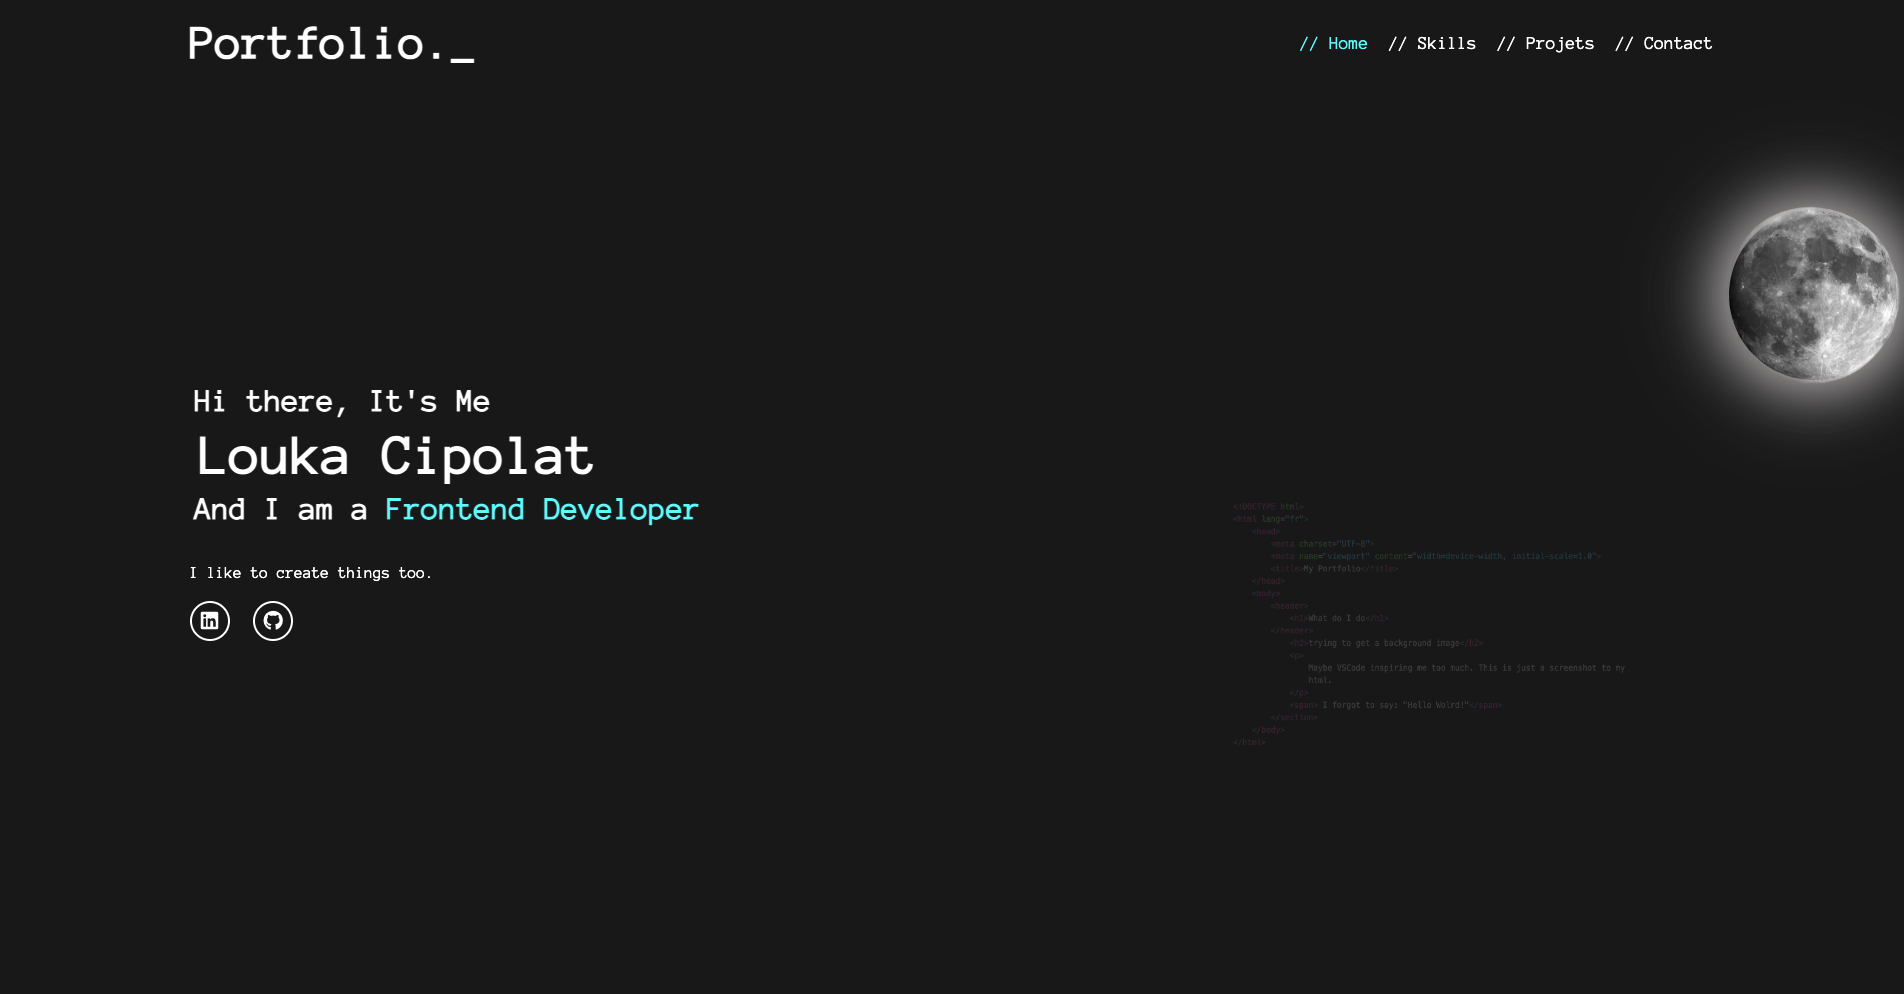 Portfolio._
// Home // Skills // Projets // Contact
Hi there, It's Me
Louka Cipolat
And I am a Frontend Developer
I like to create things too.
in
<!DOCTYPE html>
<html lang="fr">
<head>
<meta charset="UTF-8">
<meta name="viewport" content="width=device-width, initial-scale=1.0">
<title>My Portfolio</title>
</head>
<body>
<header>
<h1>What do I do</h1>
</header>
<h2>trying to get a background image</h2>
<p>
Maybe VSCode inspiring me too much. This is just a screenshot to my
html.
</p>
<span> I forgot to say: "Hello Wolrd!"</span>
</section>
</body>
</html>